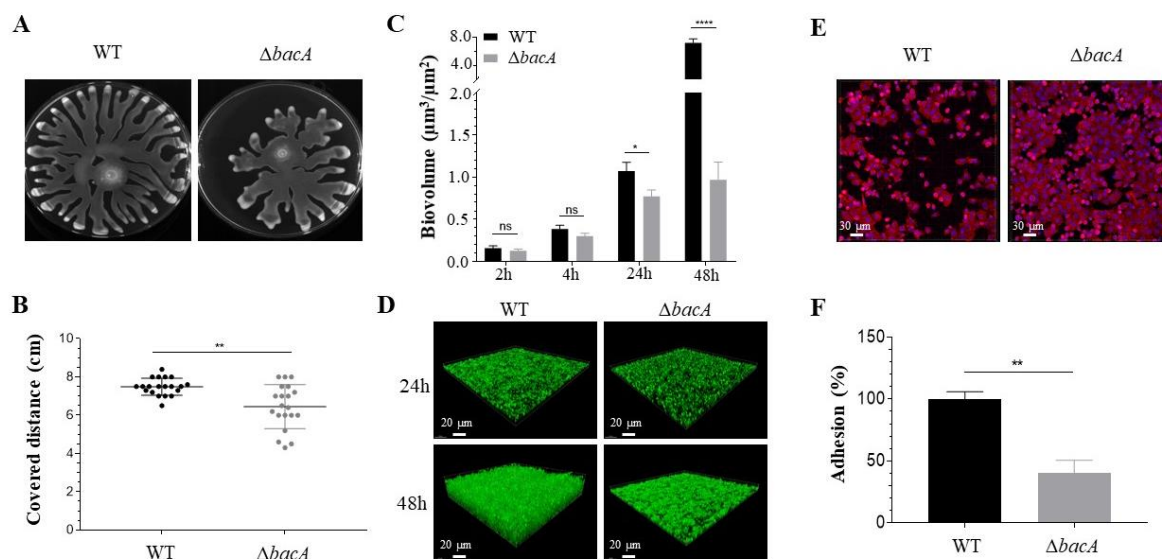 A
WT
ΔbacA
B
Covered distance (cm)
10
8
6
4
2
0
**
WT
ΔbacA
C
Biovolume (µm³/µm²)
8.0
6.0
2.0
1.5
1.0
0.5
0.0
WT
ΔbacA
ns
ns
*
****
2h
4h
24h
48h
D
WT
ΔbacA
24h
20 µm
20 µm
48h
20 µm
20 µm
E
WT
ΔbacA
30 µm
30 µm
F
Adhesion (%)
150
100
50
0
**
WT
ΔbacA